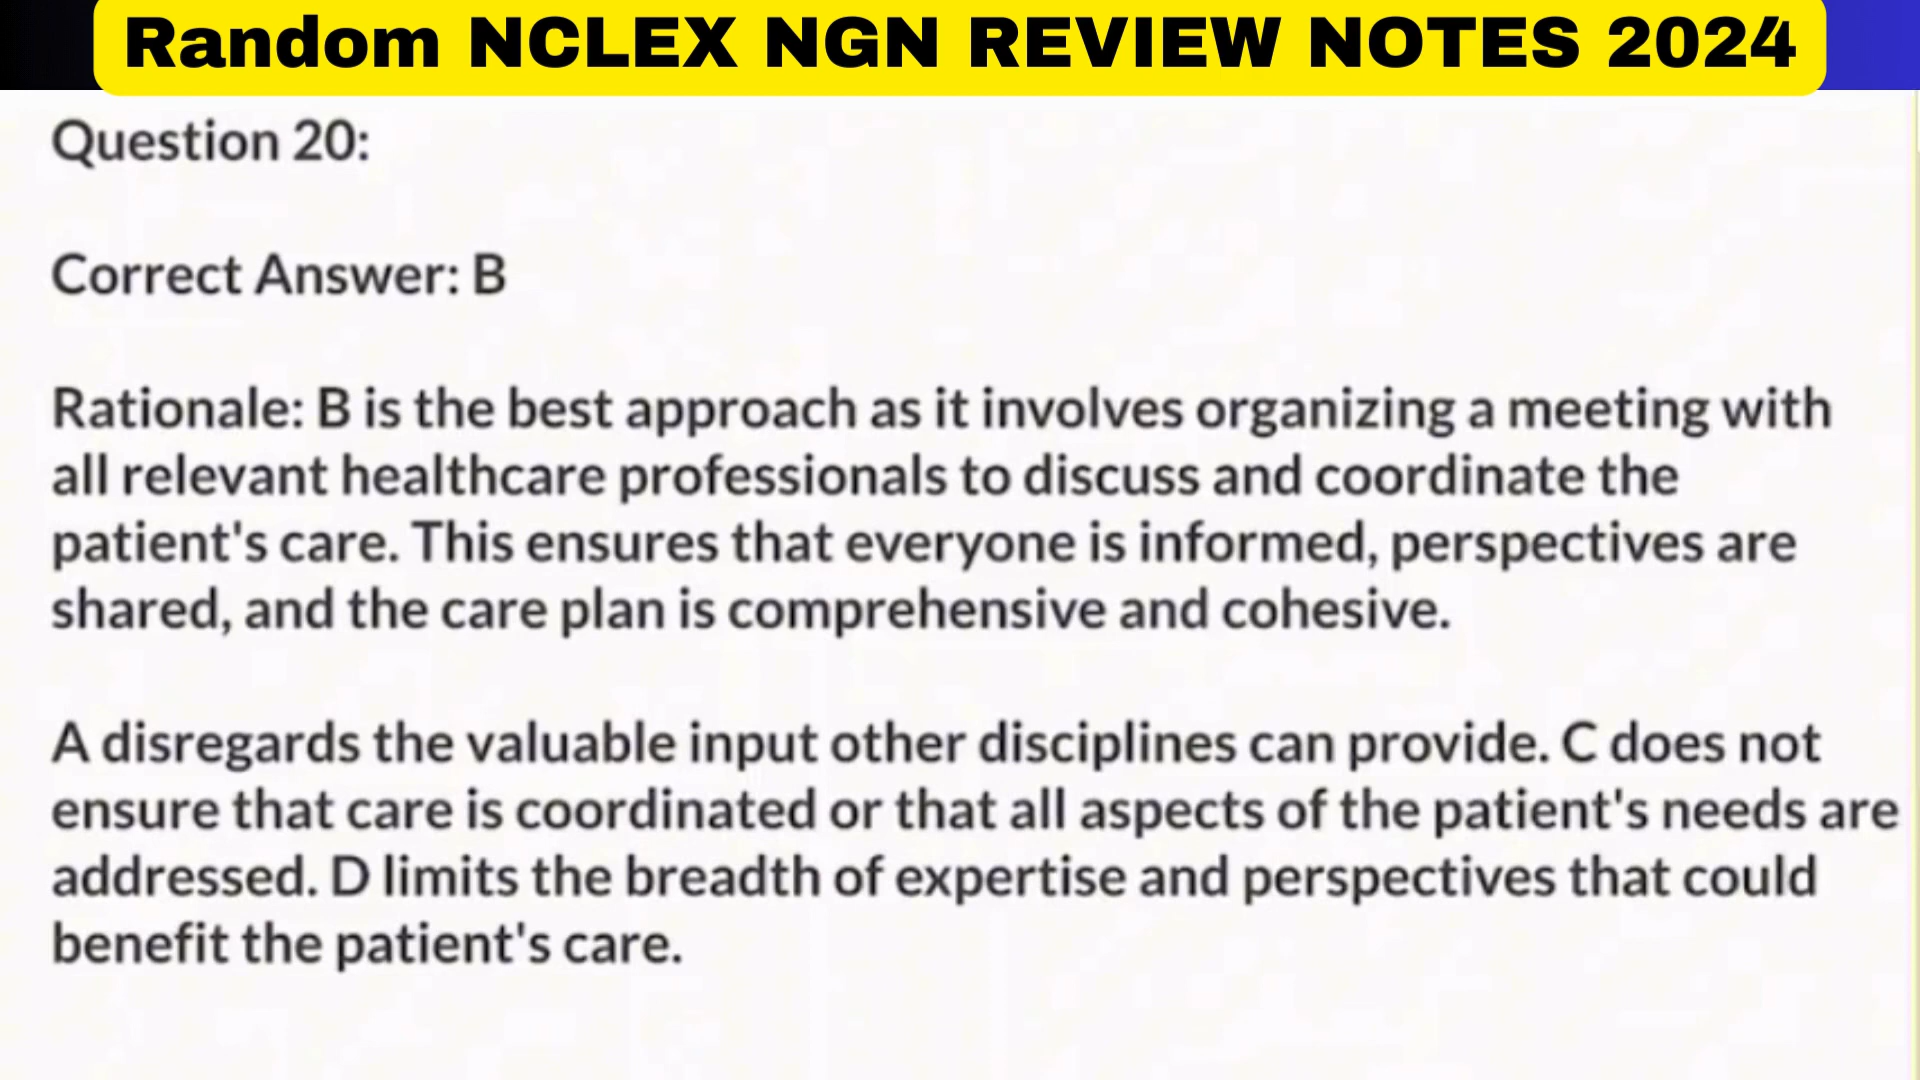 Random NCLEX NGN REVIEW NOTES 2024
Question 20:
Correct Answer: B
Rationale: B is the best approach as it involves organizing a meeting with
all relevant healthcare professionals to discuss and coordinate the
patient's care. This ensures that everyone is informed, perspectives are
shared, and the care plan is comprehensive and cohesive.
A disregards the valuable input other disciplines can provide. C does not
ensure that care is coordinated or that all aspects of the patient's needs are
addressed. D limits the breadth of expertise and perspectives that could
benefit the patient's care.